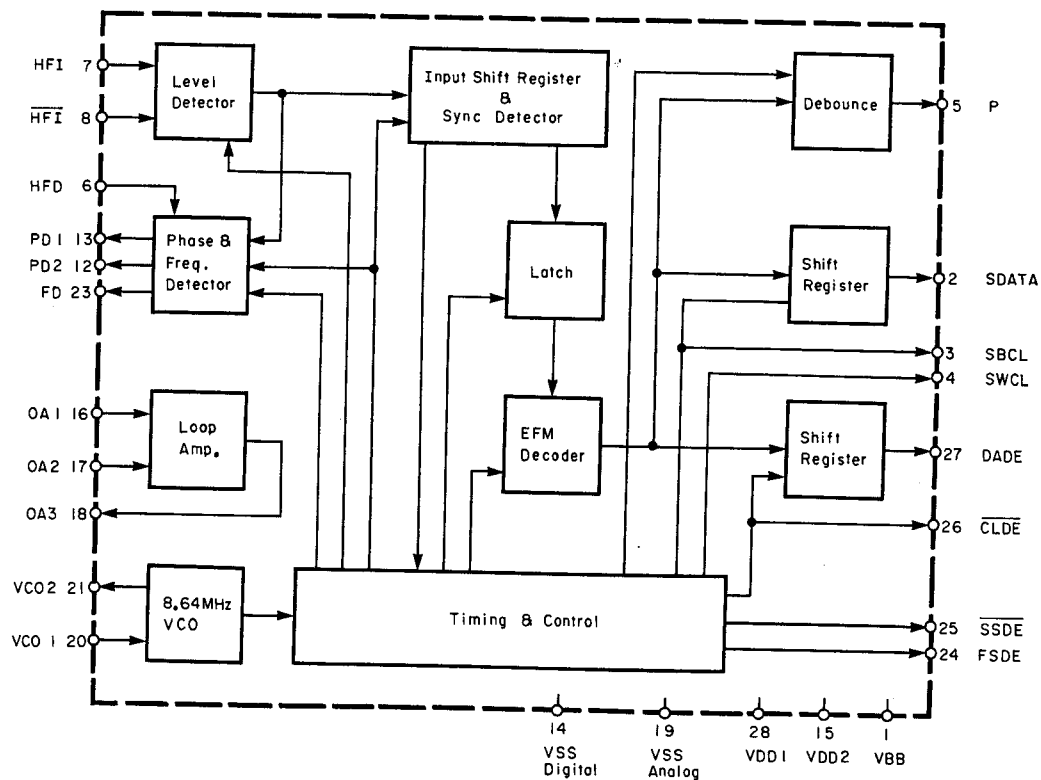 HFI 7
HFI 8
HFD 6
PD1 13
PD2 12
FD 23
OA1 16
OA2 17
OA3 18
VCO2 21
VCO 1 20
Level
Detector
Phase &
Freq.
Detector
Loop
Amp.
8.64MHz
VCO
Input Shift Register
&
Sync Detector
Latch
EFM
Decoder
Timing & Control
Debounce
Shift
Register
Shift
Register
5 P
2 SDATA
3 SBCL
4 SWCL
27 DADE
26 CLDE
25 SSDE
24 FSDE
14
VSS
Digital
19
VSS
Analog
28
VDD1
15
VDD2
1
VBB